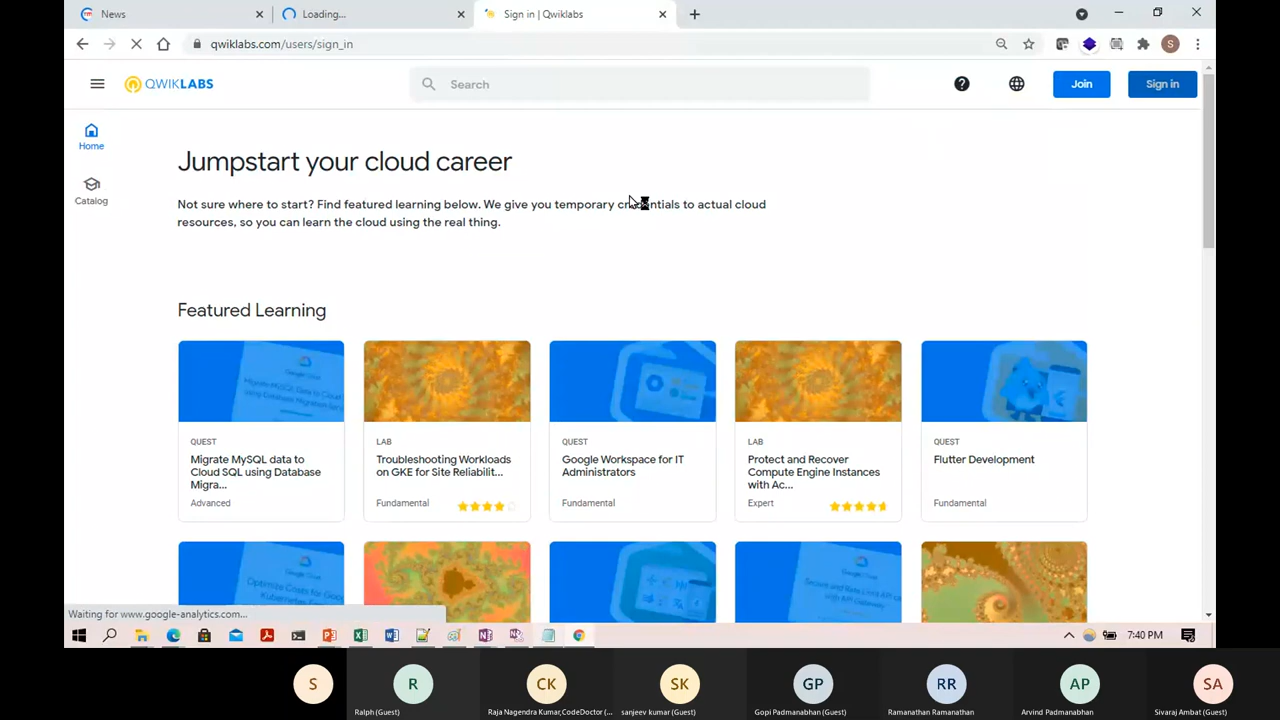 News
Loading...
Sign in | Qwiklabs
qwiklabs.com/users/sign_in
S
QWIKLABS
Search
Join
Sign in
Home
Catalog
Jumpstart your cloud career
Not sure where to start? Find featured learning below. We give you temporary credentials to actual cloud
resources, so you can learn the cloud using the real thing.
Featured Learning
QUEST
Migrate MySQL data to
Cloud SQL using Database
Migra...
Advanced
LAB
Troubleshooting Workloads
on GKE for Site Reliabilit...
Fundamental
QUEST
Google Workspace for IT
Administrators
Fundamental
LAB
Protect and Recover
Compute Engine Instances
with Ac...
Expert
QUEST
Flutter Development
Fundamental
Waiting for www.google-analytics.com...
7:40 PM
S
R
CK
SK
GP
RR
AP
SA
Ralph (Guest)
Raja Nagendra Kumar,CodeDoctor (...
sanjeev kumar (Guest)
Gopi Padmanabhan (Guest)
Ramanathan Ramanathan
Arvind Padmanabhan
Sivaraj Ambat (Guest)